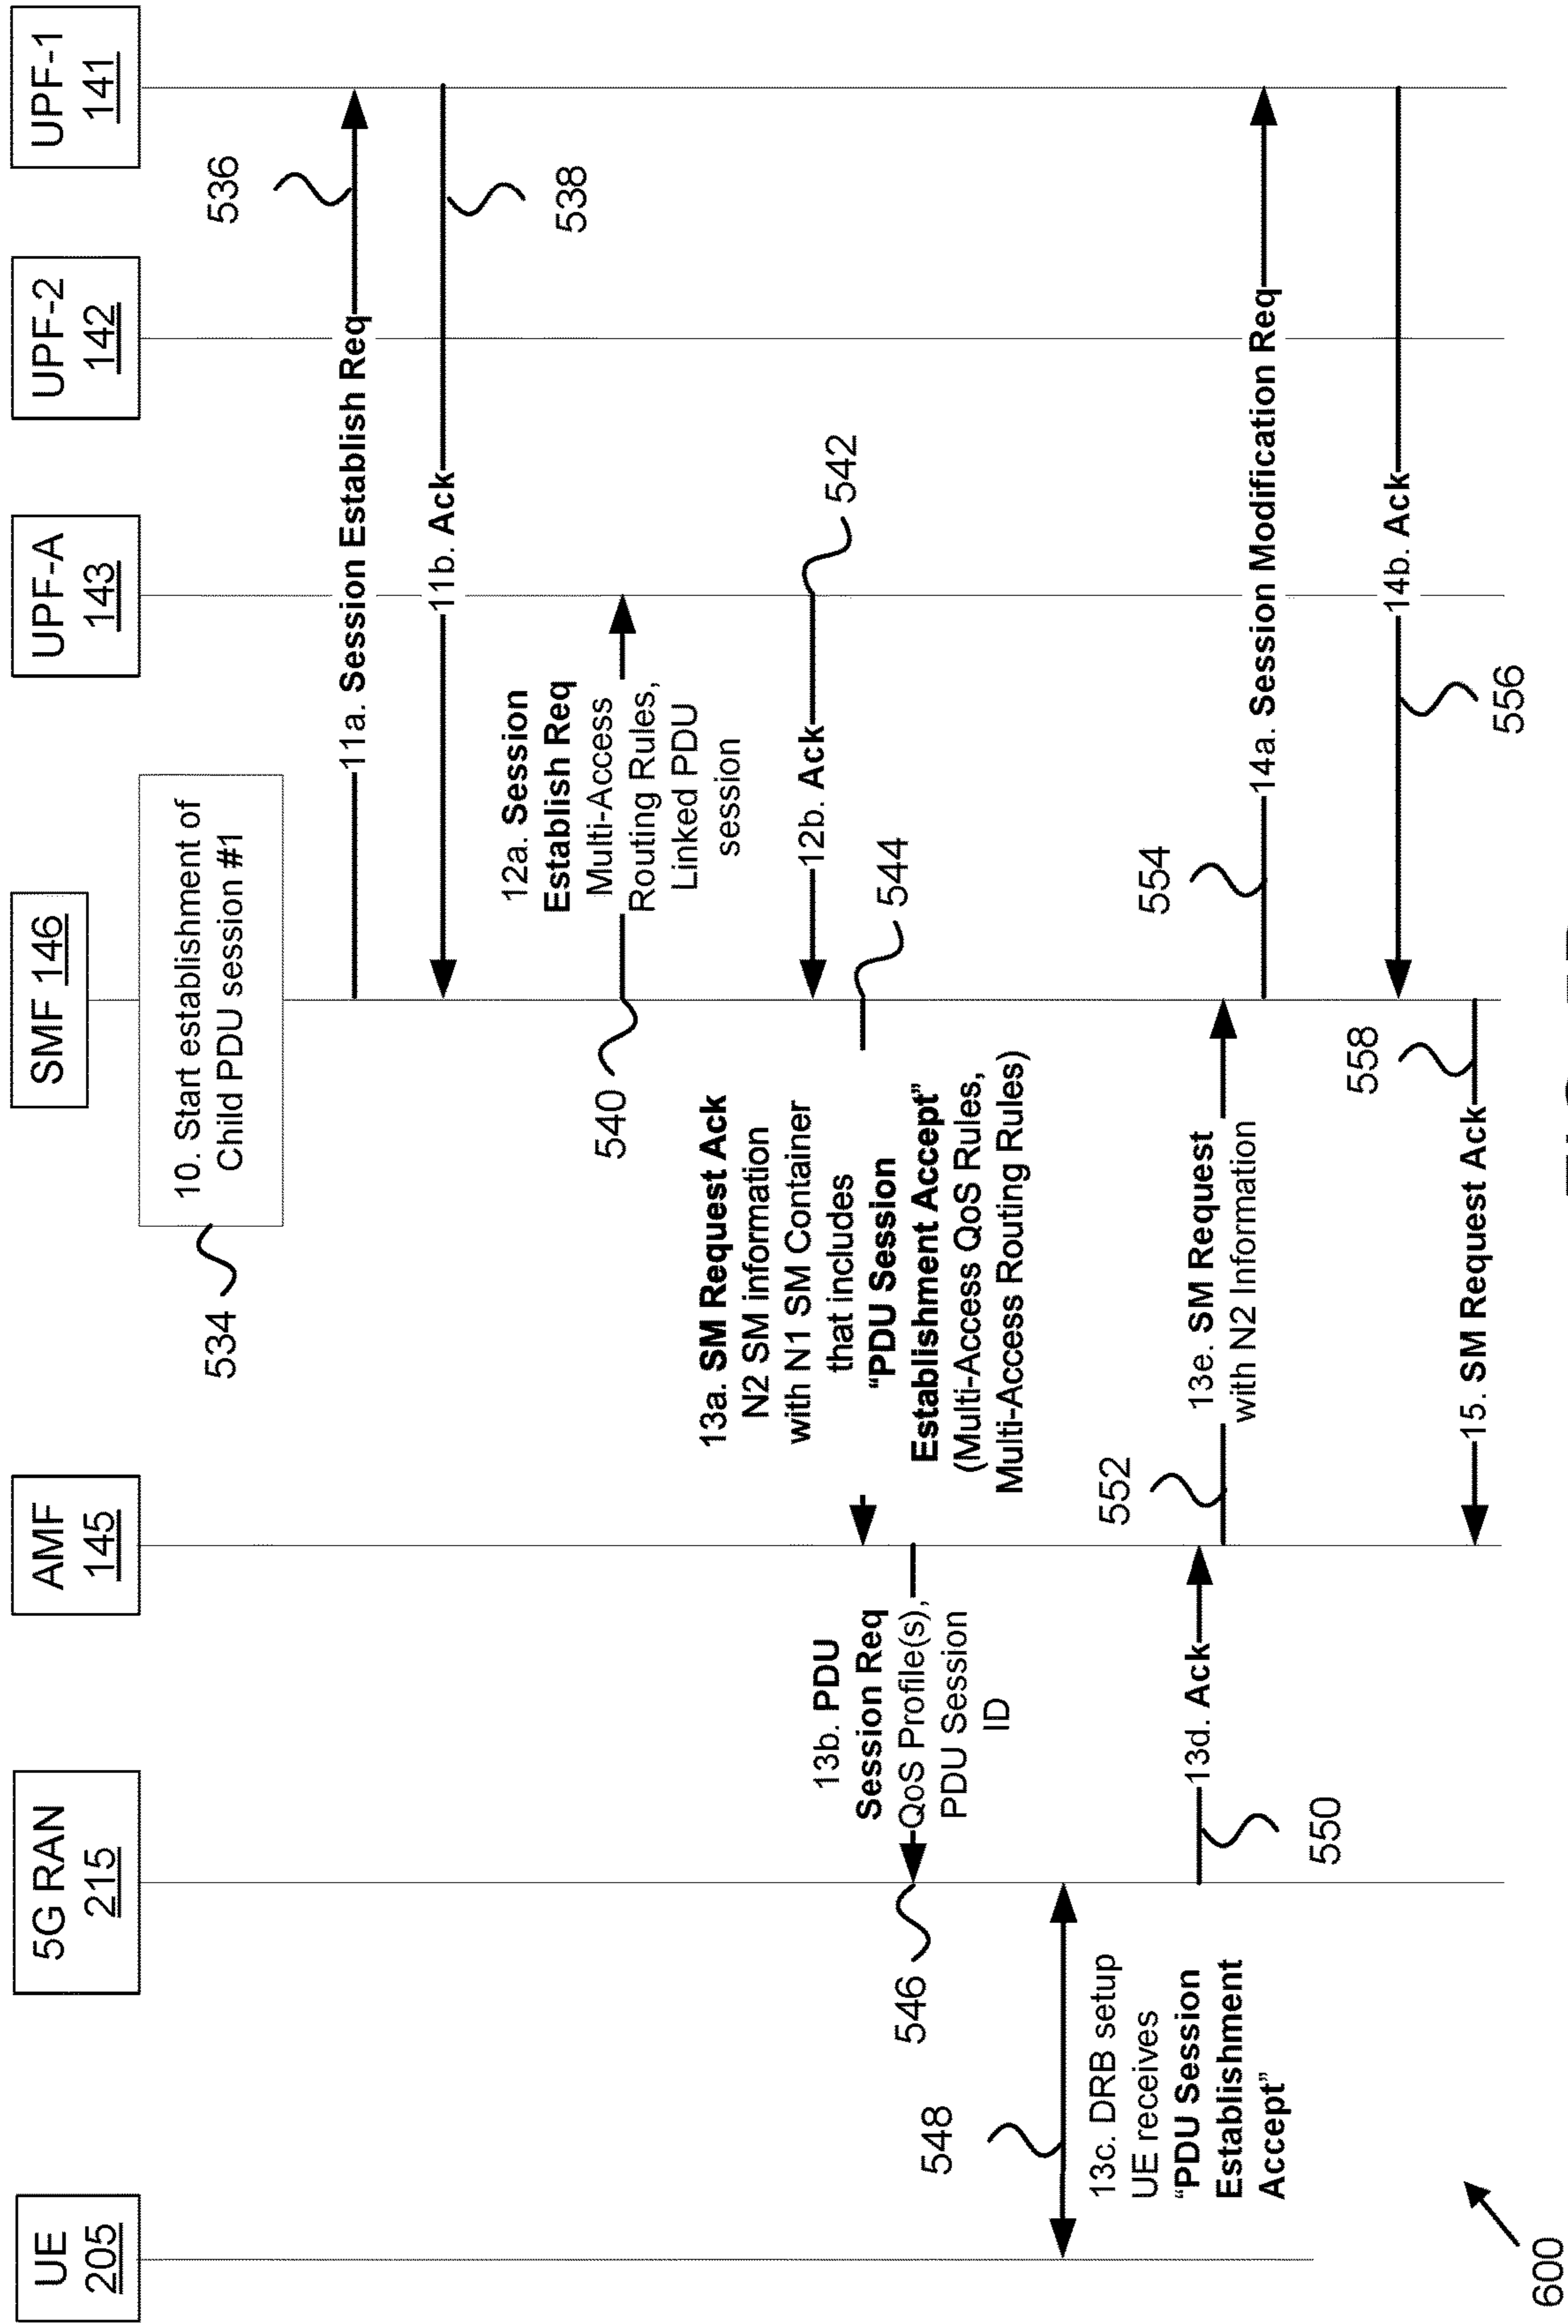 UE
205
5G RAN
215
AMF
145
SMF 146
UPF-A
143
UPF-2
142
UPF-1
141
534
10. Start establishment of
Child PDU session #1
11a. Session Establish Req
536
11b. Ack
538
12a. Session
Establish Req
Multi-Access
Routing Rules,
Linked PDU
session
540
12b. Ack
542
13a. SM Request Ack
N2 SM information
with N1 SM Container
that includes
“PDU Session
Establishment Accept”
(Multi-Access QoS Rules,
Multi-Access Routing Rules)
544
13b. PDU
Session Req
QoS Profile(s),
PDU Session
ID
546
548
13c. DRB setup
UE receives
“PDU Session
Establishment
Accept”
13d. Ack
550
552
13e. SM Request
with N2 Information
554
14a. Session Modification Req
14b. Ack
556
558
15. SM Request Ack
600